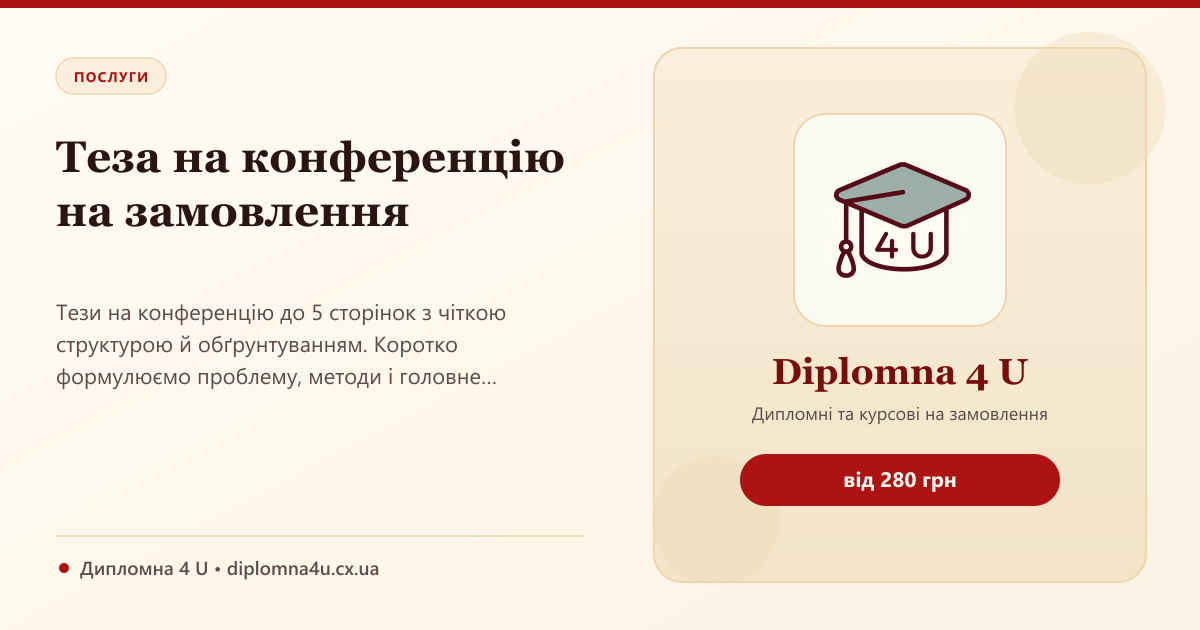 ПОСЛУГИ
Теза на конференцію
на замовлення
Тези на конференцію до 5 сторінок з чіткою
структурою й обґрунтуванням. Коротко
формулюємо проблему, методи і головне...
Дипломна 4 U • diplomna4u.cx.ua
4 U
Diplomna 4 U
Дипломні та курсові на замовлення
від 280 грн